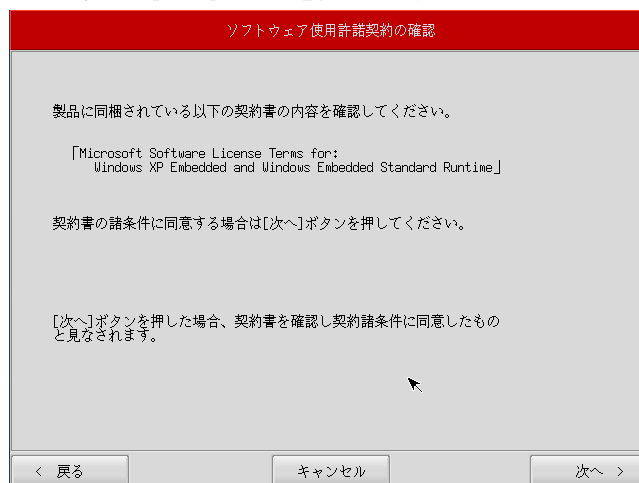 ソフトウェア使用許諾契約の確認
製品に同梱されている以下の契約書の内容を確認してください。
「Microsoft Software License Terms for:
Windows XP Embedded and Windows Embedded Standard Runtime」
契約書の諸条件に同意する場合は[次へ]ボタンを押してください。
[次へ]ボタンを押した場合、契約書を確認し契約諸条件に同意したもの
と見なされます。
< 戻る
キャンセル
次へ >